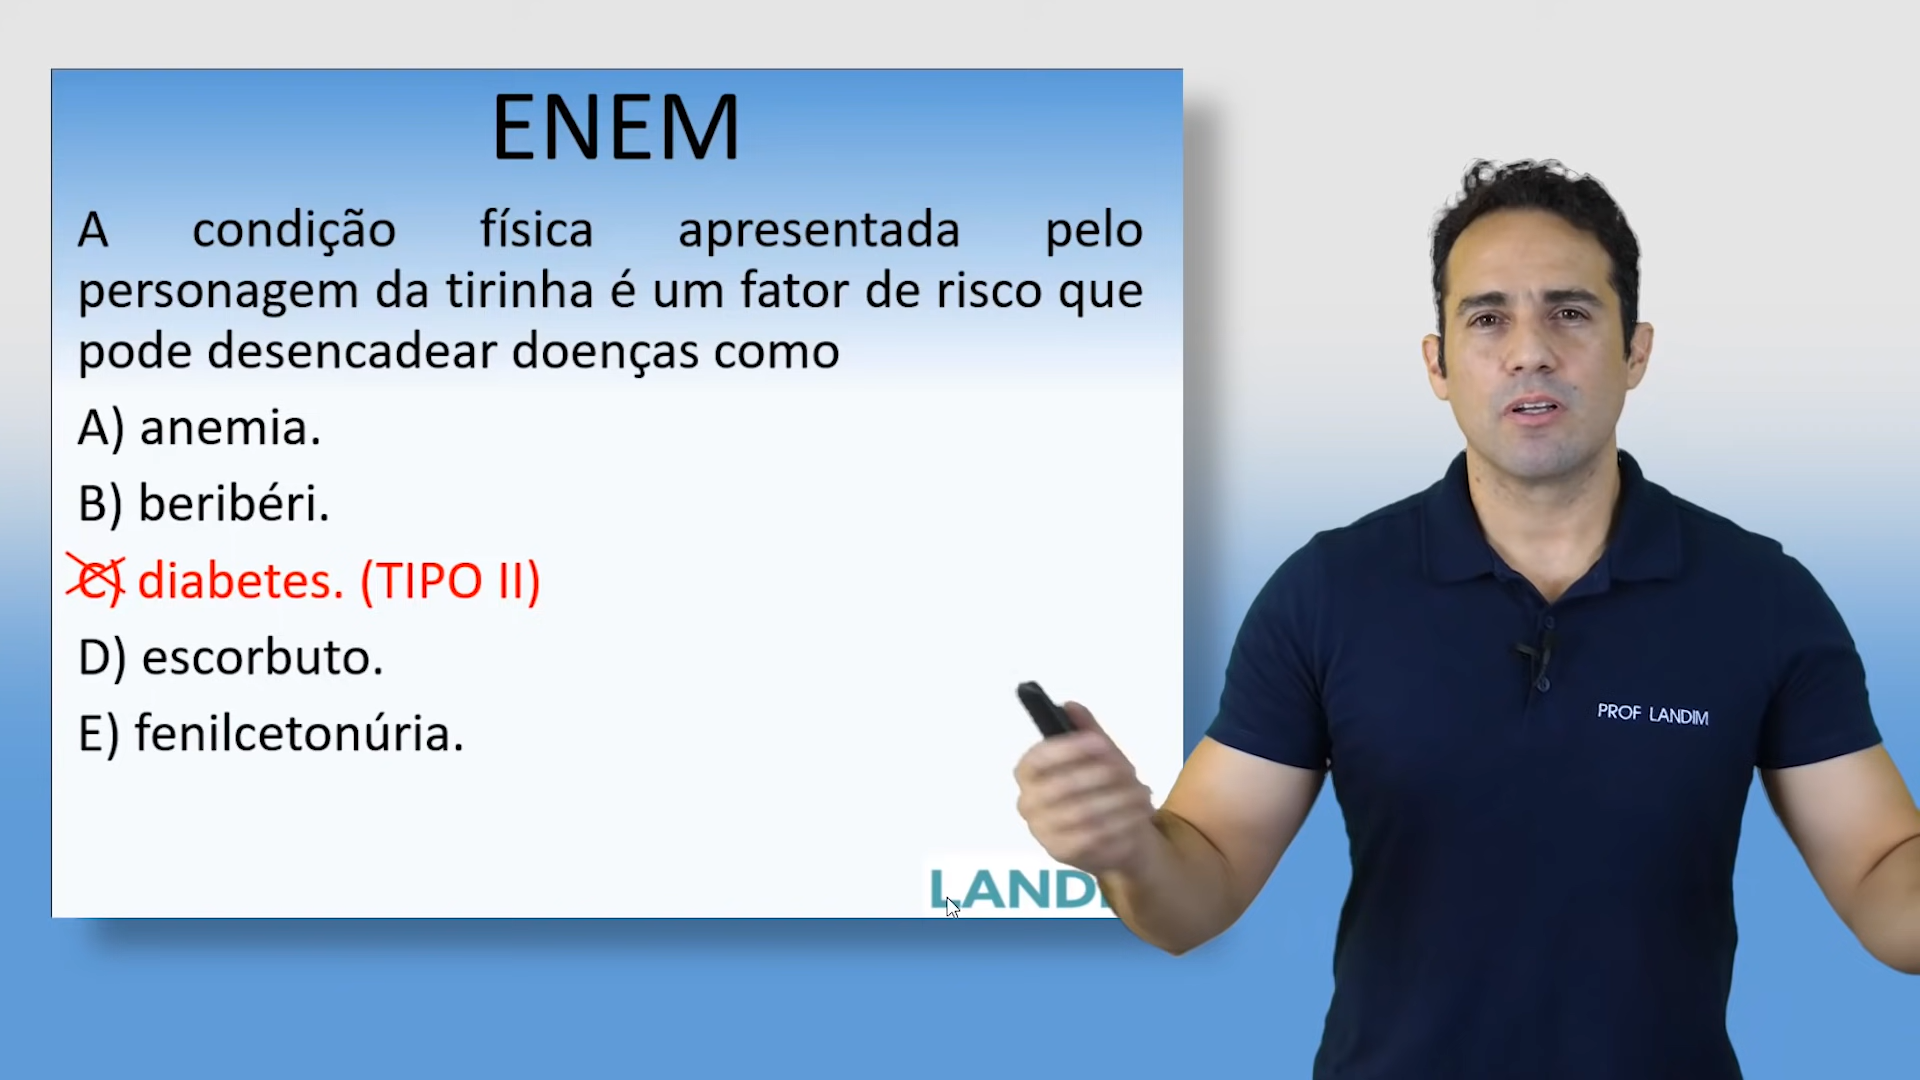 ENEM
A condição física apresentada pelo
personagem da tirinha é um fator de risco que
pode desencadear doenças como
A) anemia.
B) beribéri.
C) diabetes. (TIPO II)
D) escorbuto.
E) fenilcetonúria.
LAND
PROF LANDIM